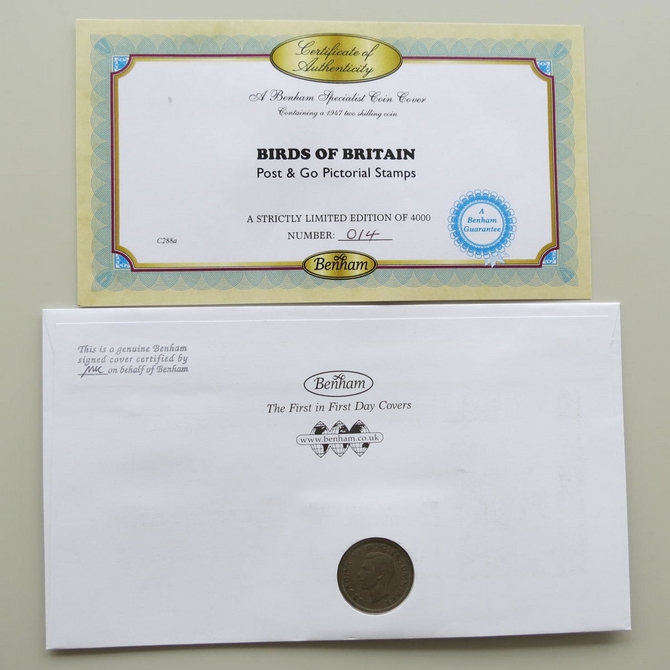 Certificate of
Authenticity
A Benham Specialist Coin Cover
Containing a 1947 two shilling coin
BIRDS OF BRITAIN
Post & Go Pictorial Stamps
A STRICTLY LIMITED EDITION OF 4000
NUMBER: 014
C288a
A
Benham
Guarantee
Benham
This is a genuine Benham
signed cover certified by
on behalf of Benham
Benham
The First in First Day Covers
www.benham.co.uk